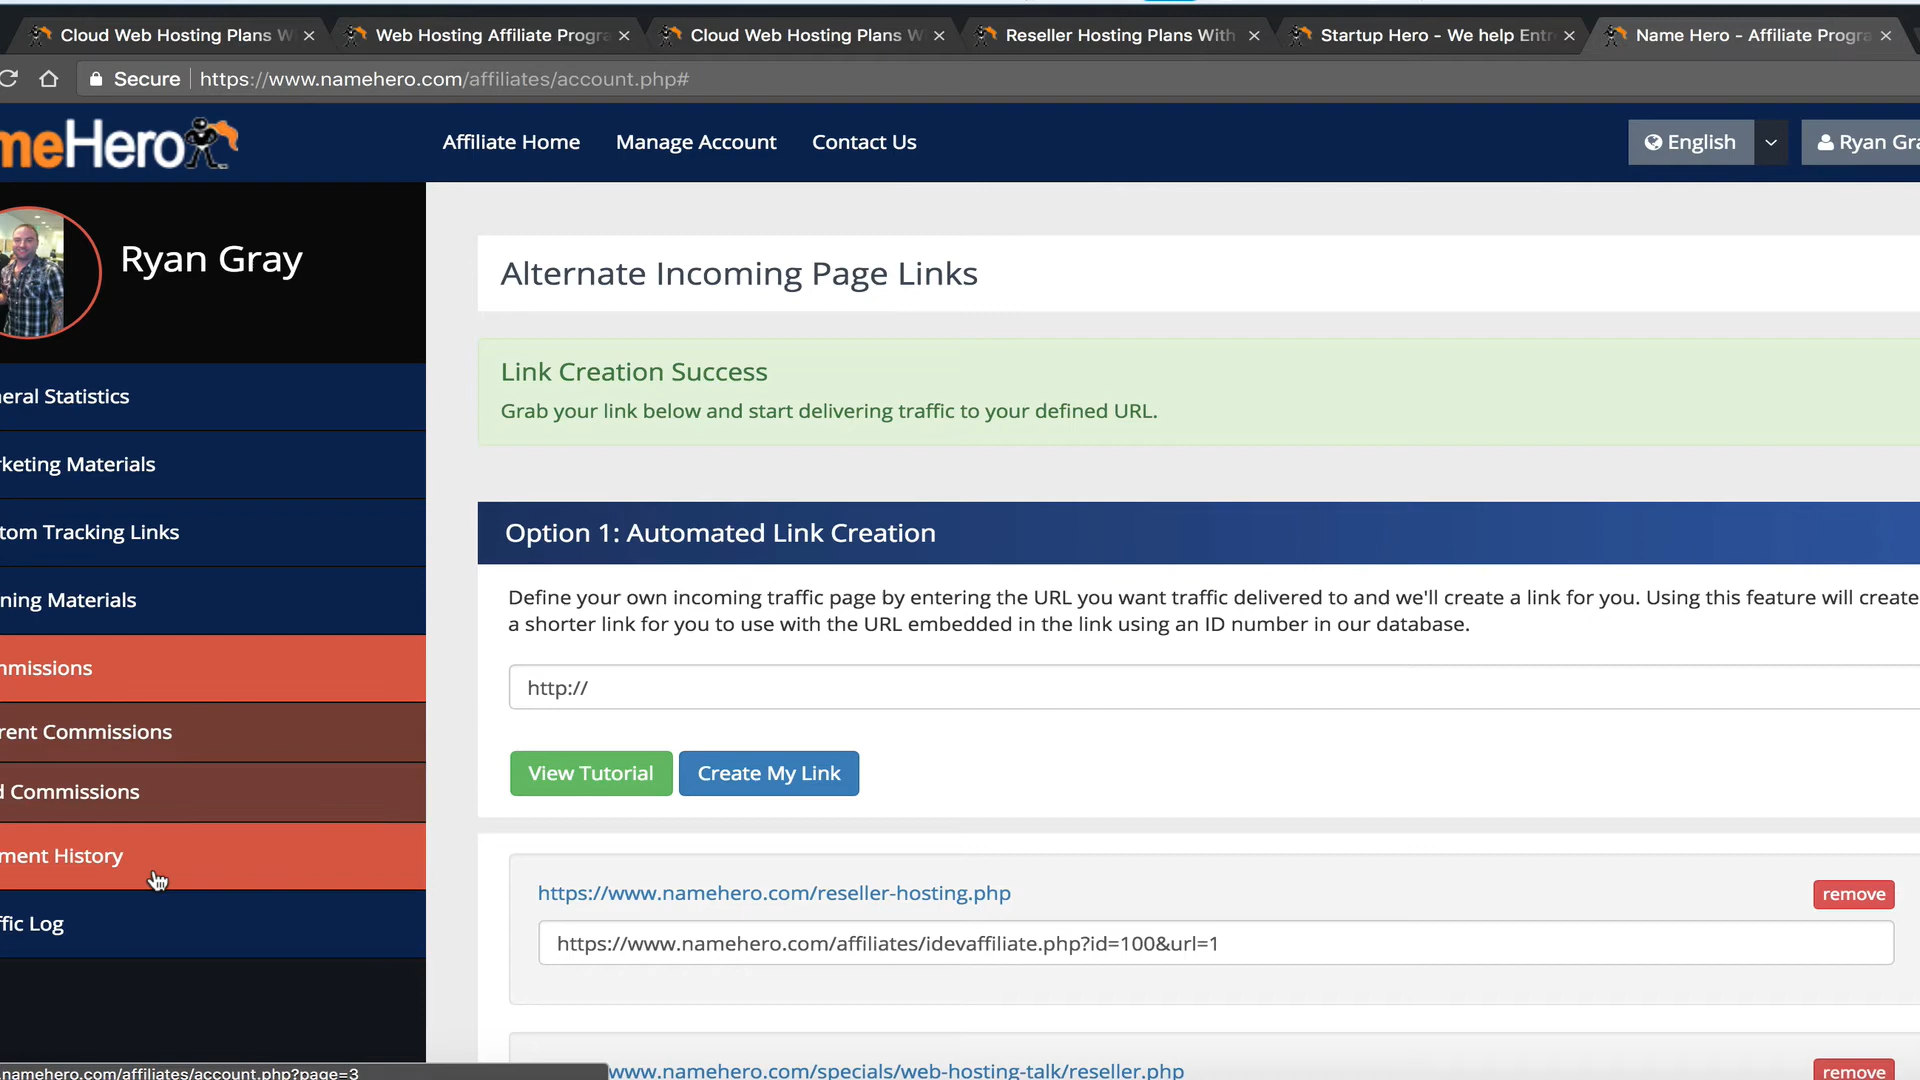 Cloud Web Hosting Plans W
Web Hosting Affiliate Progra
Cloud Web Hosting Plans W
Reseller Hosting Plans With
Startup Hero - We help Entr
Name Hero - Affiliate Progra
Secure
https://www.namehero.com/affiliates/account.php#
meHero
Affiliate Home
Manage Account
Contact Us
English
Ryan Gra
Ryan Gray
eral Statistics
keting Materials
tom Tracking Links
ning Materials
mmissions
rent Commissions
d Commissions
ment History
ffic Log
Alternate Incoming Page Links
Link Creation Success
Grab your link below and start delivering traffic to your defined URL.
Option 1: Automated Link Creation
Define your own incoming traffic page by entering the URL you want traffic delivered to and we'll create a link for you. Using this feature will create
a shorter link for you to use with the URL embedded in the link using an ID number in our database.
http://
View Tutorial
Create My Link
https://www.namehero.com/reseller-hosting.php
remove
https://www.namehero.com/affiliates/idevaffiliate.php?id=100&url=1
www.namehero.com/specials/web-hosting-talk/reseller.php
remove
.namehero.com/affiliates/account.php?page=3